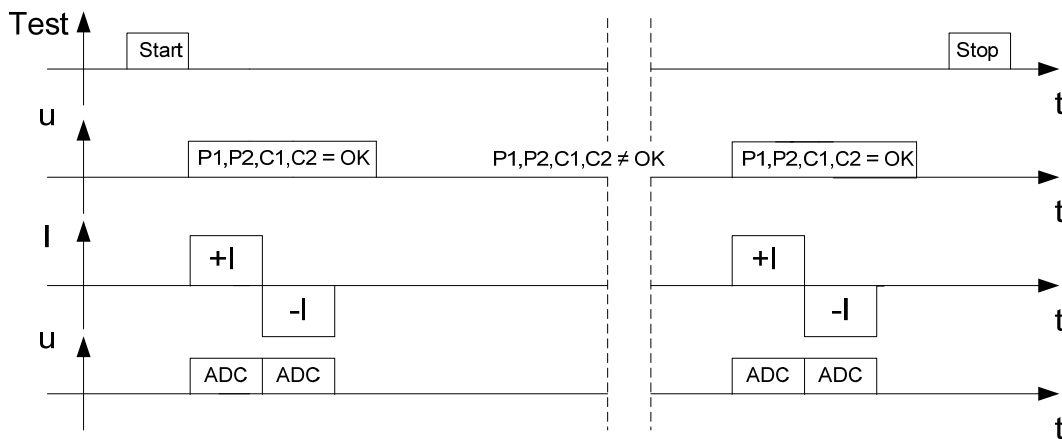 Test
Start
Stop
t
u
P1,P2,C1,C2 = OK
P1,P2,C1,C2 ≠ OK
P1,P2,C1,C2 = OK
t
I
+I
-I
+I
-I
t
u
ADC
ADC
ADC
ADC
t